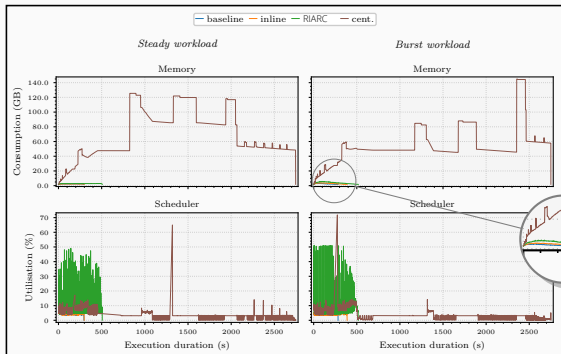 baseline inline RIARC cent.
Steady workload Burst workload
Memory Memory
Consumption (GB)
140.0
120.0
100.0
80.0
60.0
40.0
20.0
0.0
Scheduler Scheduler
Utilisation (%)
70
60
50
40
30
20
10
0
0 500 1000 1500 2000 2500 0 500 1000 1500 2000 2500
Execution duration (s) Execution duration (s)